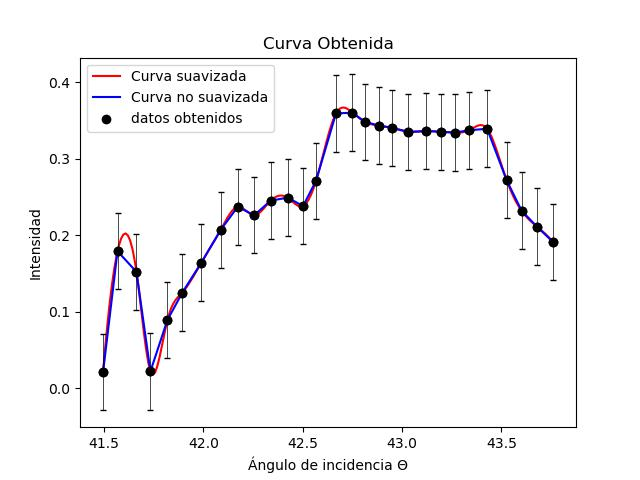 Curva Obtenida
Curva suavizada
Curva no suavizada
datos obtenidos
Intensidad
0.4
0.3
0.2
0.1
0.0
41.5 42.0 42.5 43.0 43.5
Ángulo de incidencia Θ